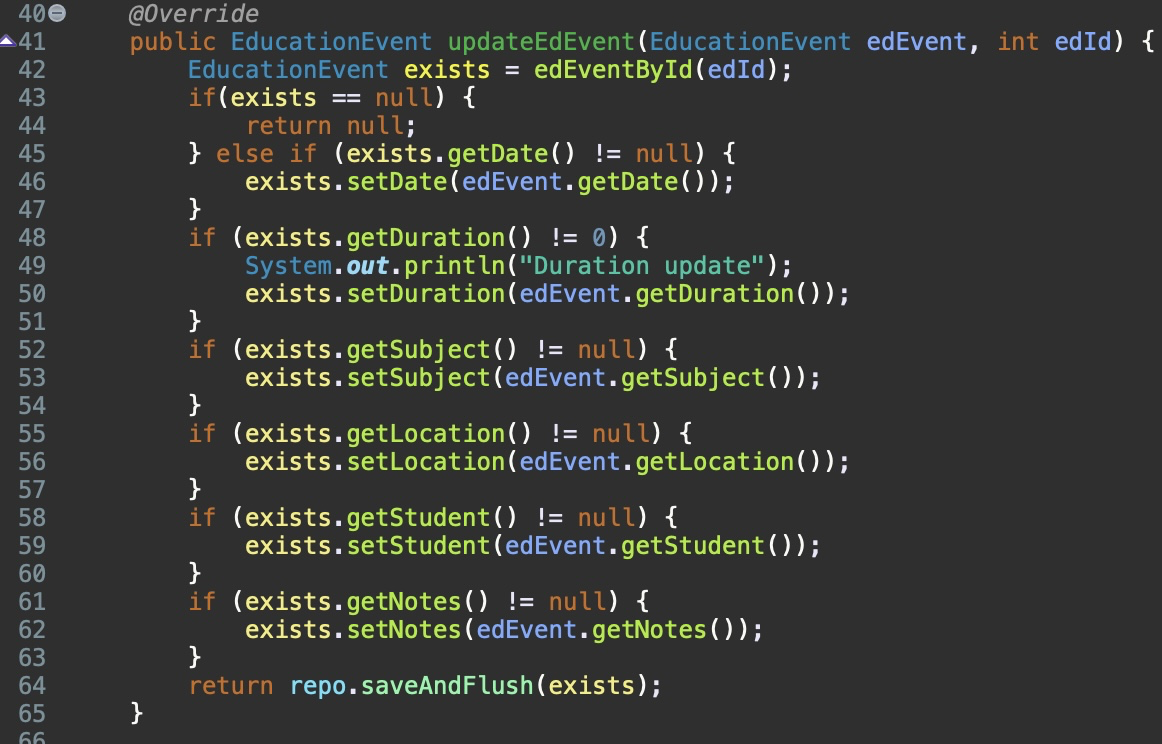 40 @Override
41 public EducationEvent updateEdEvent(EducationEvent edEvent, int edId) {
42 EducationEvent exists = edEventById(edId);
43 if(exists == null) {
44 return null;
45 } else if (exists.getDate() != null) {
46 exists.setDate(edEvent.getDate());
47 }
48 if (exists.getDuration() != 0) {
49 System.out.println("Duration update");
50 exists.setDuration(edEvent.getDuration());
51 }
52 if (exists.getSubject() != null) {
53 exists.setSubject(edEvent.getSubject());
54 }
55 if (exists.getLocation() != null) {
56 exists.setLocation(edEvent.getLocation());
57 }
58 if (exists.getStudent() != null) {
59 exists.setStudent(edEvent.getStudent());
60 }
61 if (exists.getNotes() != null) {
62 exists.setNotes(edEvent.getNotes());
63 }
64 return repo.saveAndFlush(exists);
65 }
66